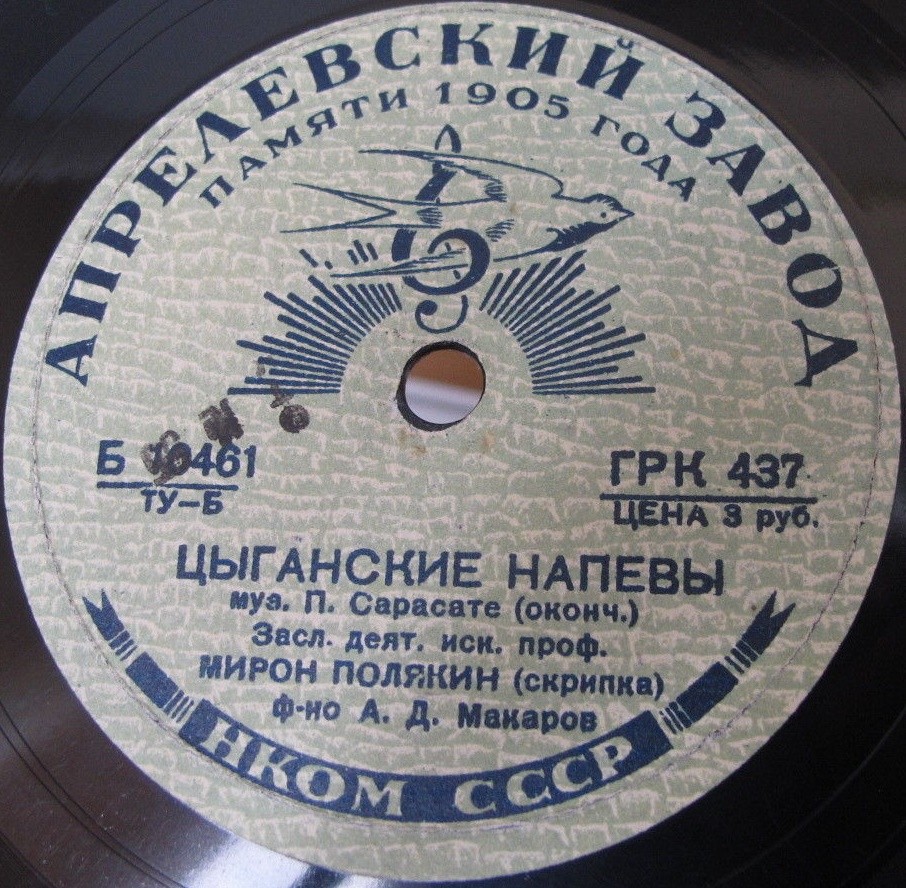 АПРЕЛЕВСКИЙ ЗАВОД
ПАМЯТИ 1905 ГОДА
Б 10461
ТУ—Б
ГРК 437
ЦЕНА 3 руб.
ЦЫГАНСКИЕ НАПЕВЫ
муз. П. Сарасате (оконч.)
Засл. деят. иск. проф.
МИРОН ПОЛЯКИН (скрипка)
ф-но А. Д. Макаров
НКОМ СССР